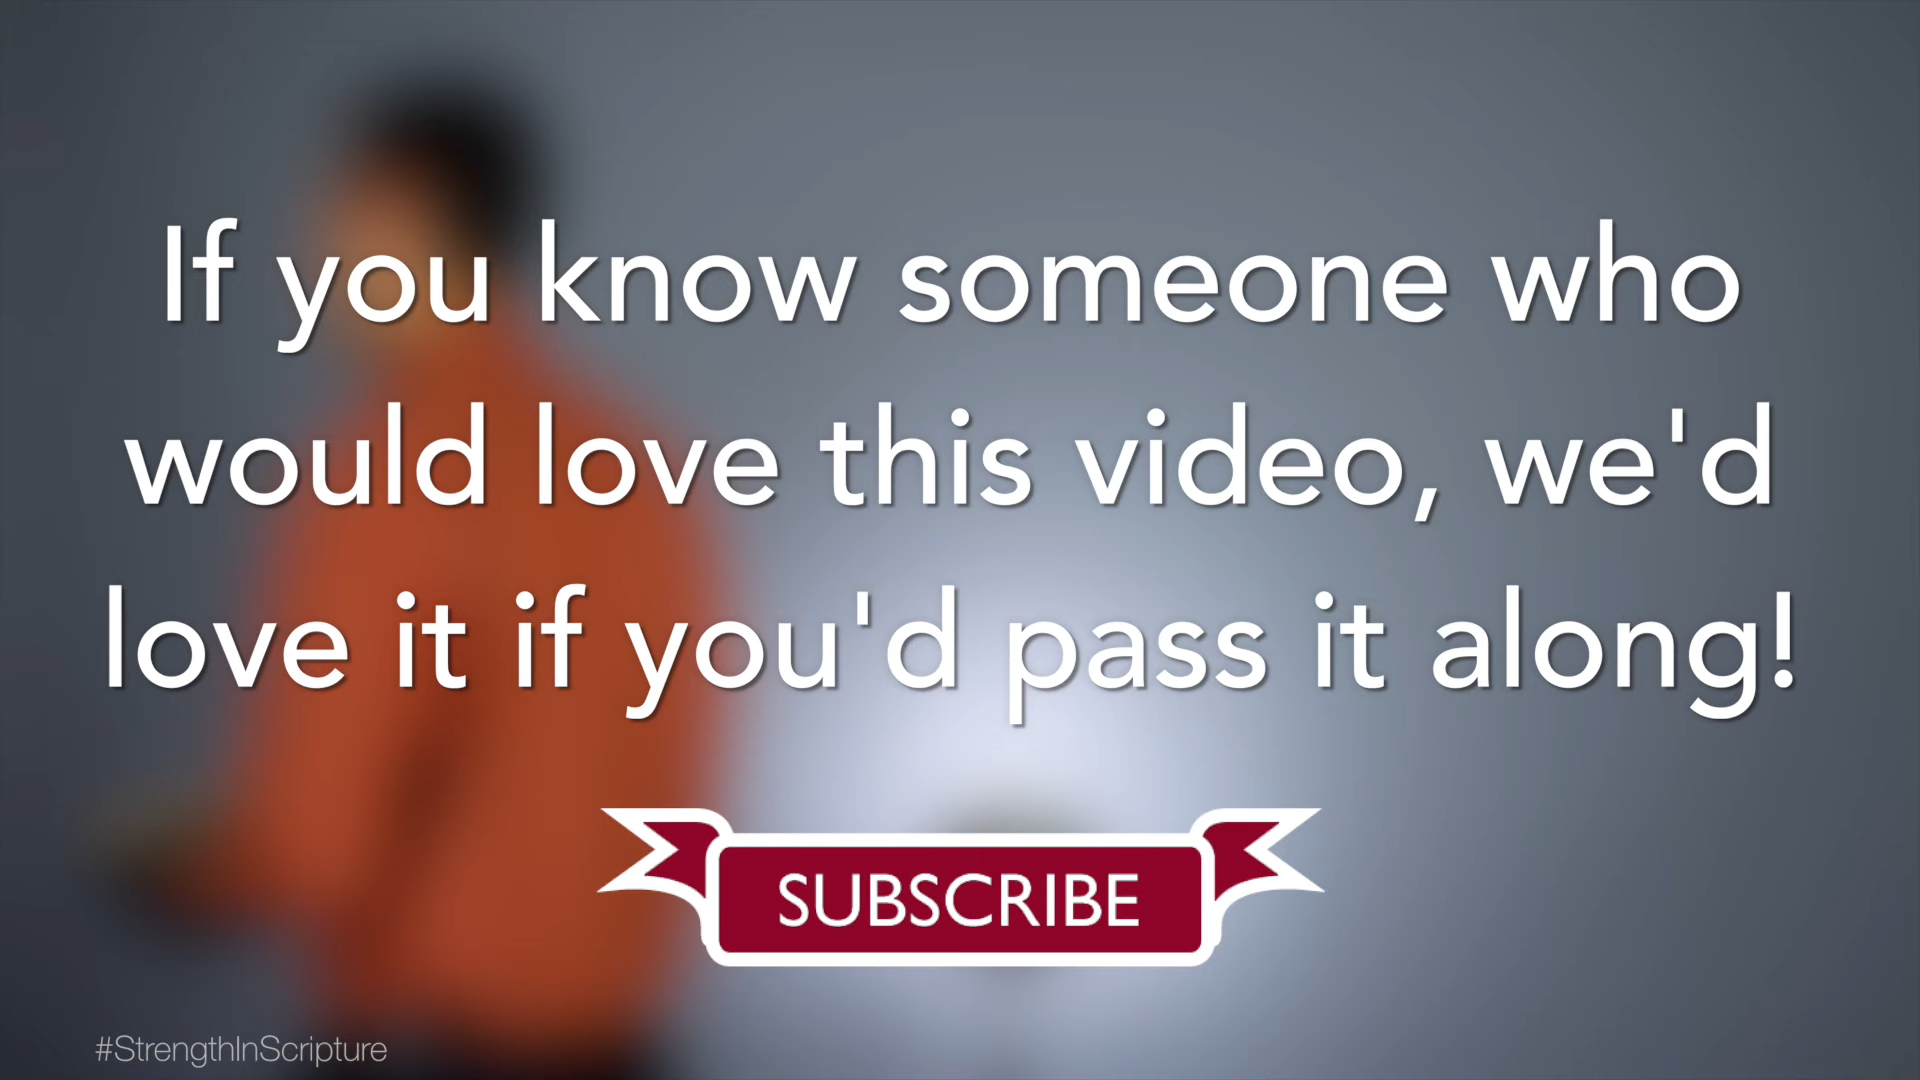 If you know someone who
would love this video, we'd
love it if you'd pass it along!
SUBSCRIBE
#StrengthInScripture